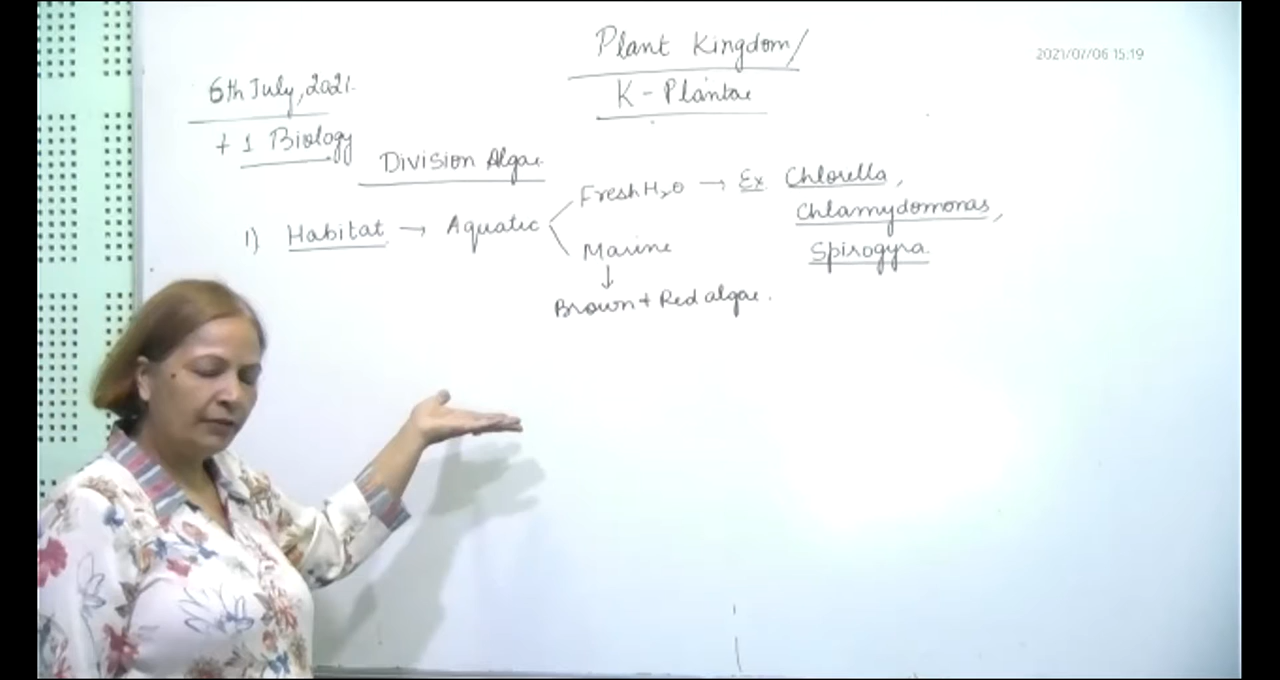 Plant Kingdom/
K - Plantae
2021/07/06 15:19
6th July, 2021.
+ 1 Biology
Division Algae.
1) Habitat → Aquatic
Fresh H2O → Ex Chlorella,
Chlamydomonas,
Spirogyra.
Marine
↓
Brown + Red algae.